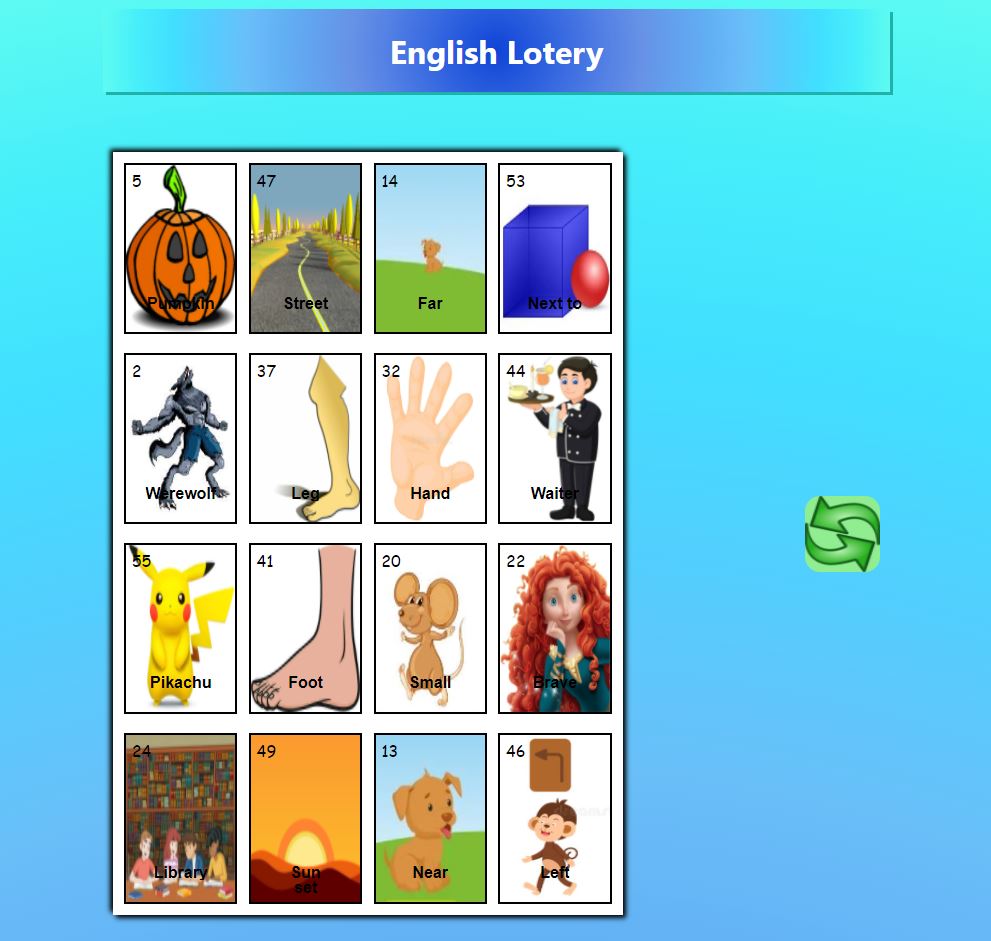 English Lotery
5
Pumpkin
47
Street
14
Far
53
Next to
2
Werewolf
37
Leg
32
Hand
44
Waiter
55
Pikachu
41
Foot
20
Small
22
Brave
24
Library
49
Sun
set
13
Near
46
Left